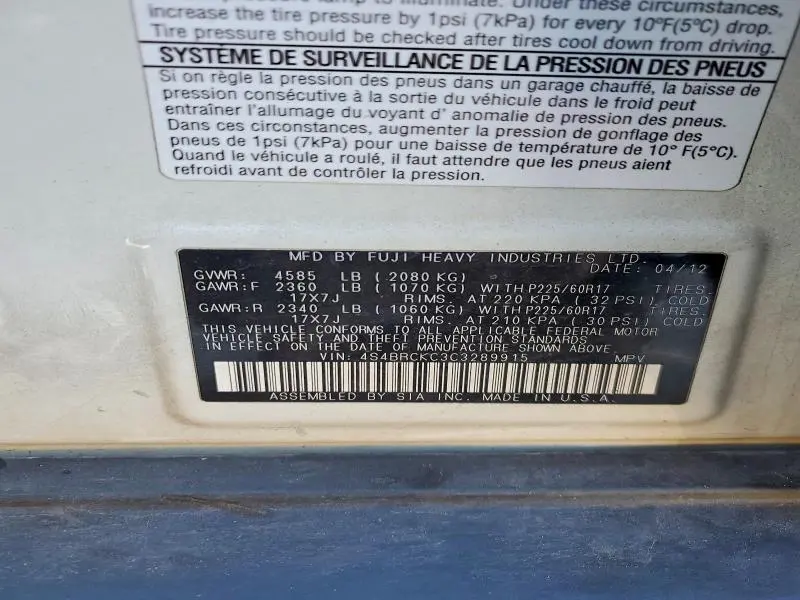 pressure lamp to illuminate. Under these circumstances,
increase the tire pressure by 1psi (7kPa) for every 10°F(5°C) drop.
Tire pressure should be checked after tires cool down from driving.
SYSTÈME DE SURVEILLANCE DE LA PRESSION DES PNEUS
Si on règle la pression des pneus dans un garage chauffé, la baisse de
pression consécutive à la sortie du véhicule dans le froid peut
entraîner l'allumage du voyant d' anomalie de pression des pneus.
Dans ces circonstances, augmenter la pression de gonflage des
pneus de 1psi (7kPa) pour une baisse de température de 10° F(5°C).
Quand le véhicule a roulé, il faut attendre que les pneus aient
refroidi avant de contrôler la pression.
MFD BY FUJI HEAVY INDUSTRIES LTD.
DATE: 04/12
GVWR: 4585 LB ( 2080 KG)
GAWR:F 2360 LB ( 1070 KG) WITH P225/60R17 TIRES
17X7J RIMS. AT 220 KPA ( 32 PSI) COLD
GAWR:R 2340 LB ( 1060 KG) WITH P225/60R17 TIRES
17X7J RIMS. AT 210 KPA ( 30 PSI) COLD
THIS VEHICLE CONFORMS TO ALL APPLICABLE FEDERAL MOTOR
VEHICLE SAFETY AND THEFT PREVENTION STANDARDS
IN EFFECT ON THE DATE OF MANUFACTURE SHOWN ABOVE.
VIN: 4S4BRCKC3C3289915 MPV
ASSEMBLED BY SIA INC. MADE IN U.S.A.